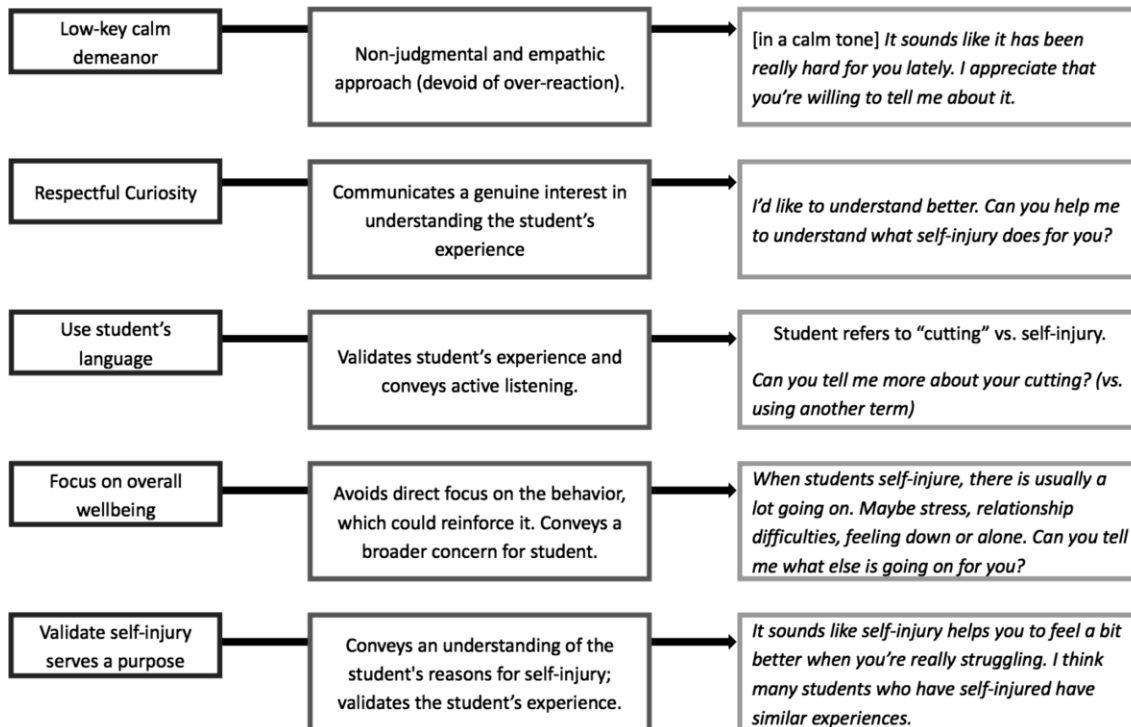 Low-key calm
demeanor
Non-judgmental and empathic
approach (devoid of over-reaction).
[in a calm tone] It sounds like it has been
really hard for you lately. I appreciate that
you’re willing to tell me about it.
Respectful Curiosity
Communicates a genuine interest in
understanding the student’s
experience
I’d like to understand better. Can you help me
to understand what self-injury does for you?
Use student’s
language
Validates student’s experience and
conveys active listening.
Student refers to “cutting” vs. self-injury.
Can you tell me more about your cutting? (vs.
using another term)
Focus on overall
wellbeing
Avoids direct focus on the behavior,
which could reinforce it. Conveys a
broader concern for student.
When students self-injure, there is usually a
lot going on. Maybe stress, relationship
difficulties, feeling down or alone. Can you tell
me what else is going on for you?
Validate self-injury
serves a purpose
Conveys an understanding of the
student's reasons for self-injury;
validates the student’s experience.
It sounds like self-injury helps you to feel a bit
better when you’re really struggling. I think
many students who have self-injured have
similar experiences.